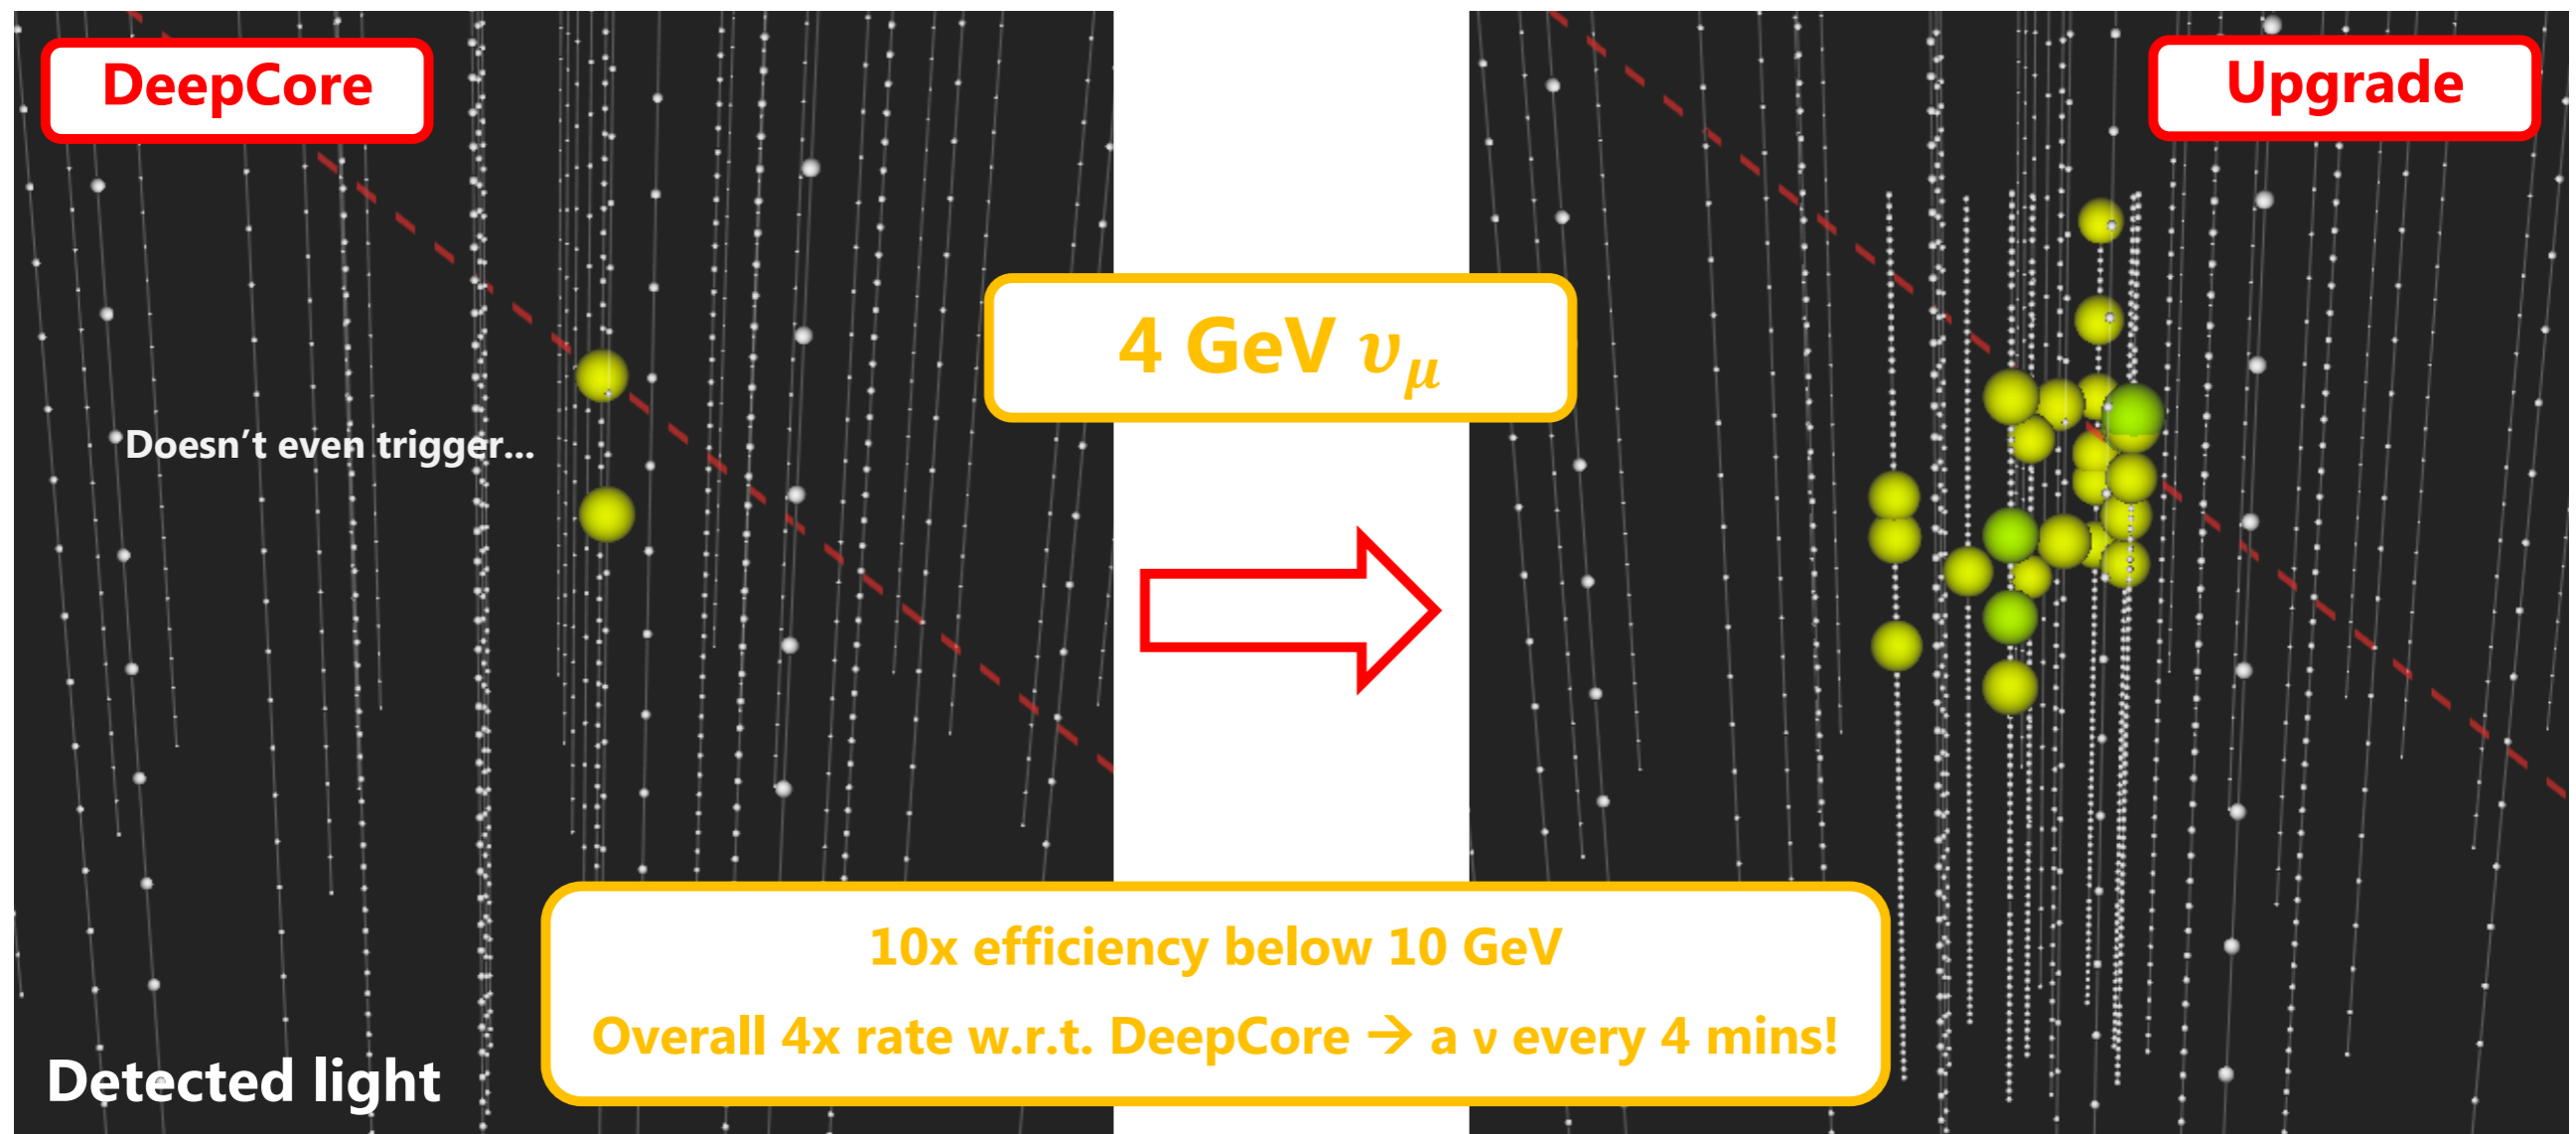 DeepCore
Upgrade
4 GeV υμ
Doesn't even trigger...
10x efficiency below 10 GeV
Overall 4x rate w.r.t. DeepCore → a ν every 4 mins!
Detected light